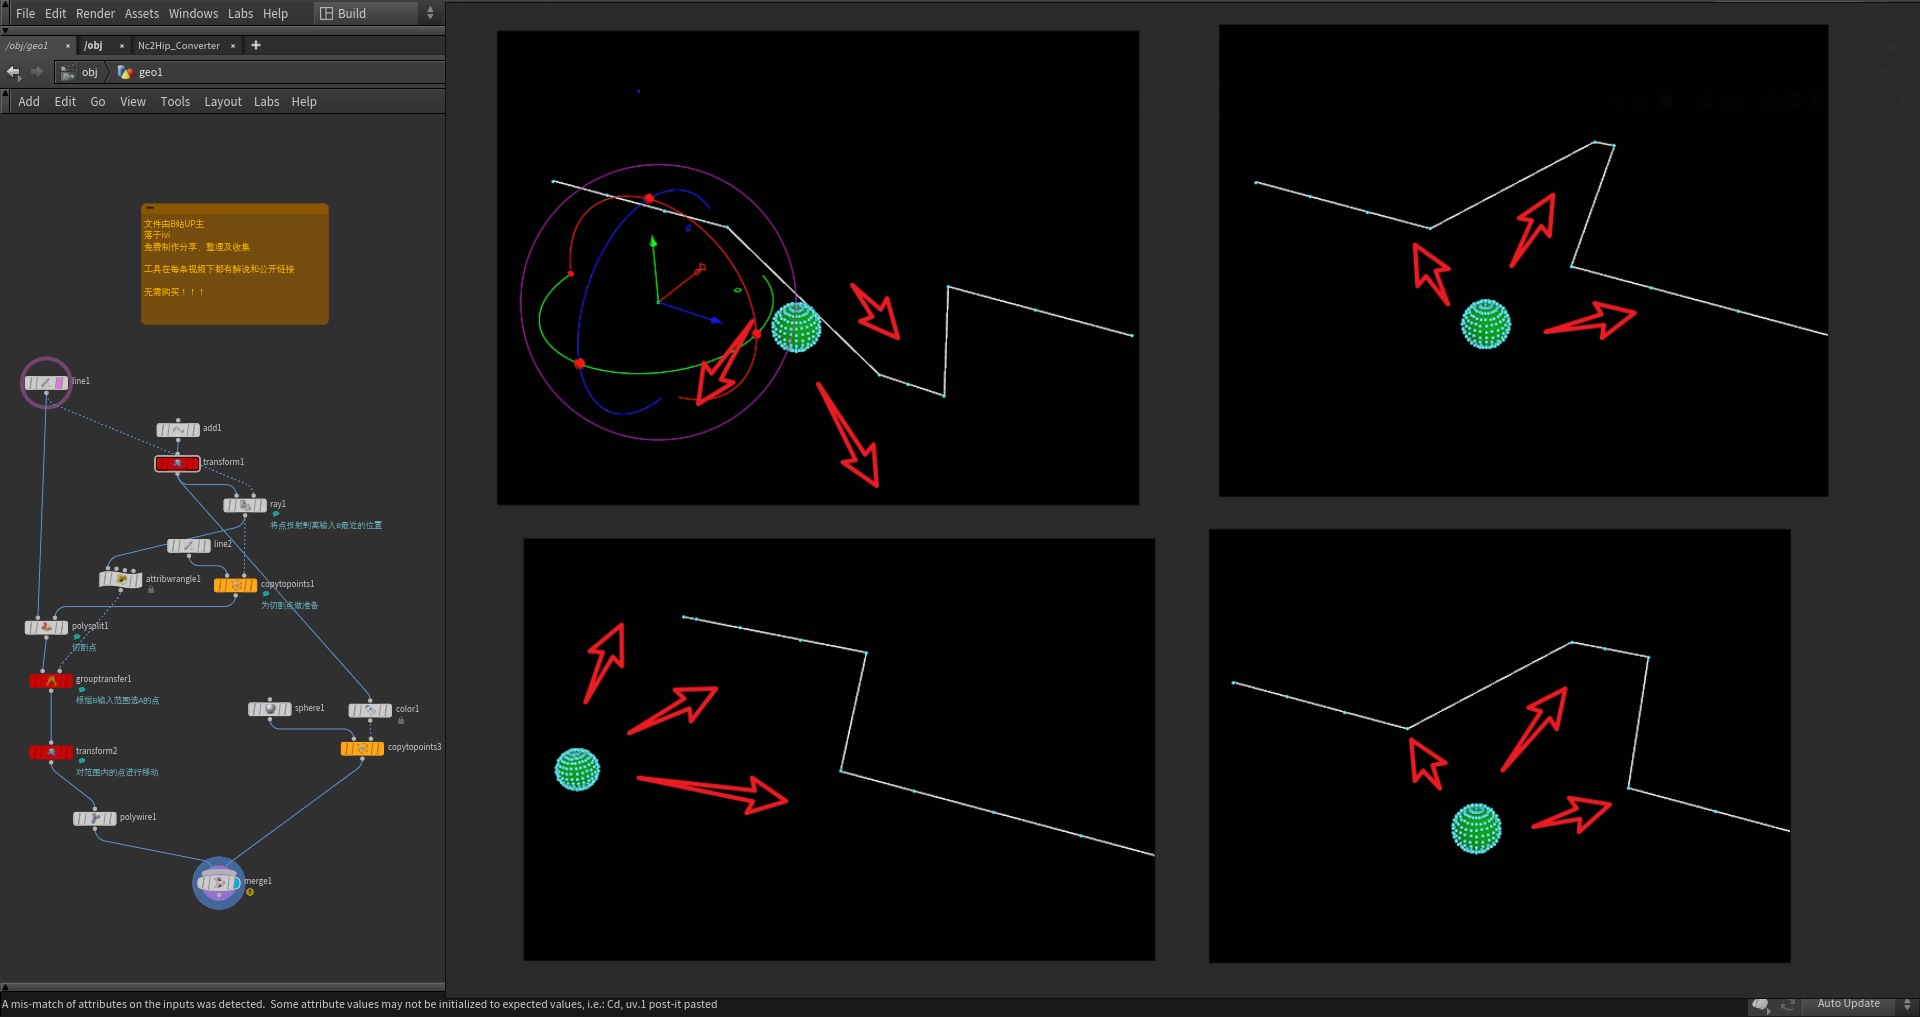 File Edit Render Assets Windows Labs Help Build
/obj/geo1 × /obj × Nc2Hip_Converter × +
obj geo1
Add Edit Go View Tools Layout Labs Help
文件由B站UP主
落于ivi
免费制作分享、整理及收集
工具在每条视频下都有解说和公开链接
无需购买！！！
line1
add1
transform1
ray1
将点投射到离输入B最近的位置
line2
attribwrangle1
copytopoints1
为切割点做准备
polysplit1
切割点
grouptransfer1
根据B输入范围选A的点
sphere1
color1
transform2
copytopoints3
对范围内的点进行移动
polywire1
merge1
A mis-match of attributes on the inputs was detected.  Some attribute values may not be initialized to expected values, i.e.: Cd, uv.1 post-it pasted
Auto Update